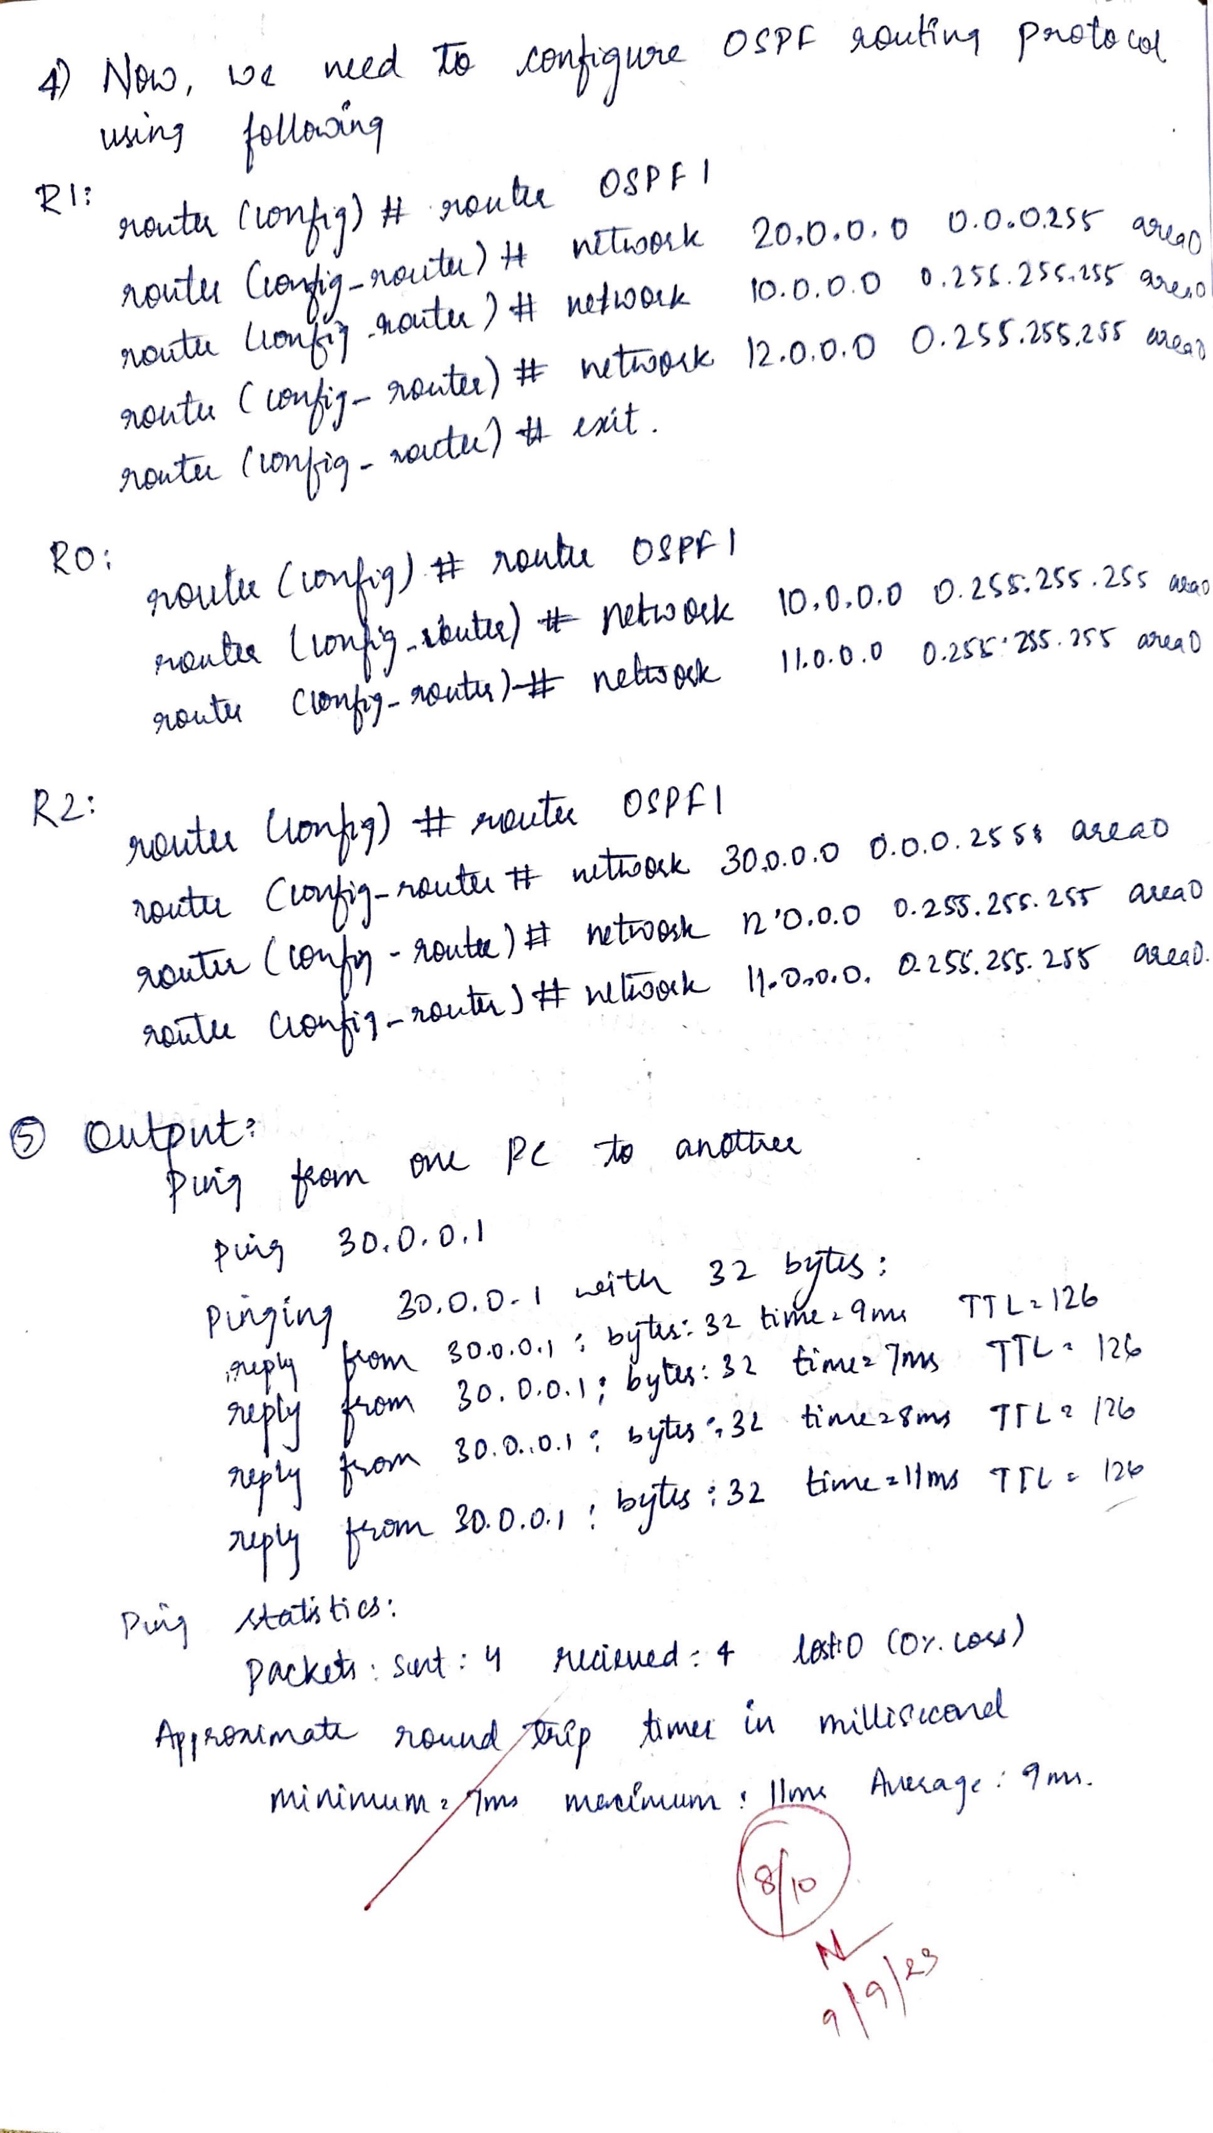 4) Now, we need to configure OSPF routing protocol
using following
R1:
router (config) # router OSPF 1
router (config-router) # network 20.0.0.0 0.0.0.255 area0
router (config-router) # network 10.0.0.0 0.255.255.255 area0
router (config-router) # network 12.0.0.0 0.255.255.255 area0
router (config-router) # exit.
R0:
router (config) # router OSPF 1
router (config-router) # network 10.0.0.0 0.255.255.255 area0
router (config-router) # network 11.0.0.0 0.255.255.255 area0
R2:
router (config) # router OSPF 1
router (config-router # network 30.0.0.0 0.0.0.255 area0
router (config-router) # network 12.0.0.0 0.255.255.255 area0
router (config-router) # network 11.0.0.0. 0.255.255.255 area0.
5 Output:
Ping from one PC to another
Ping 30.0.0.1
Pinging 30.0.0.1 with 32 bytes:
reply from 30.0.0.1: bytes: 32 time=9ms TTL=126
reply from 30.0.0.1: bytes: 32 time=7ms TTL=126
reply from 30.0.0.1: bytes: 32 time=8ms TTL=126
reply from 30.0.0.1: bytes: 32 time=11ms TTL=126
Ping statistics:
Packets: sent: 4 recieved: 4 lost:0 (0% loss)
Approximate round trip times in millisecond
minimum=7ms maximum: 11ms Average: 9ms.
8/10
N
9/9/23